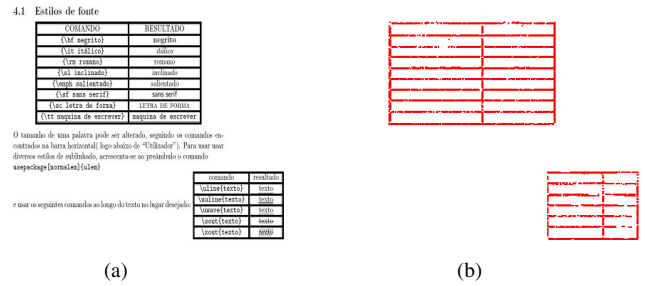 4.1 Estilos de fonte
COMANDO RESULTADO
{\bf negrito} negrito
{\it itálico} itálico
{\rm romano} romano
{\sl inclinado} inclinado
{\emph salientado} salientado
{\sf sans serif} sans serif
{\sc letra de forma} LETRA DE FORMA
{\tt maquina de escrever} maquina de escrever
O tamanho de uma palavra pode ser alterado, seguindo os comandos en-
contrados na barra horizontal( logo abaixo de "Utilizador"). Para usar usar
diversos estilos de sublinhado, acrescenta-se ao preâmbulo o comando
usepackage[normalem]{ulem}
comando resultado
\uline{texto} texto
\uuline{texto} texto
e usar os seguintes comandos ao longo do texto no lugar desejado: \uwave{texto} texto
\sout{texto} texto
\xout{texto} texto
(a) (b)